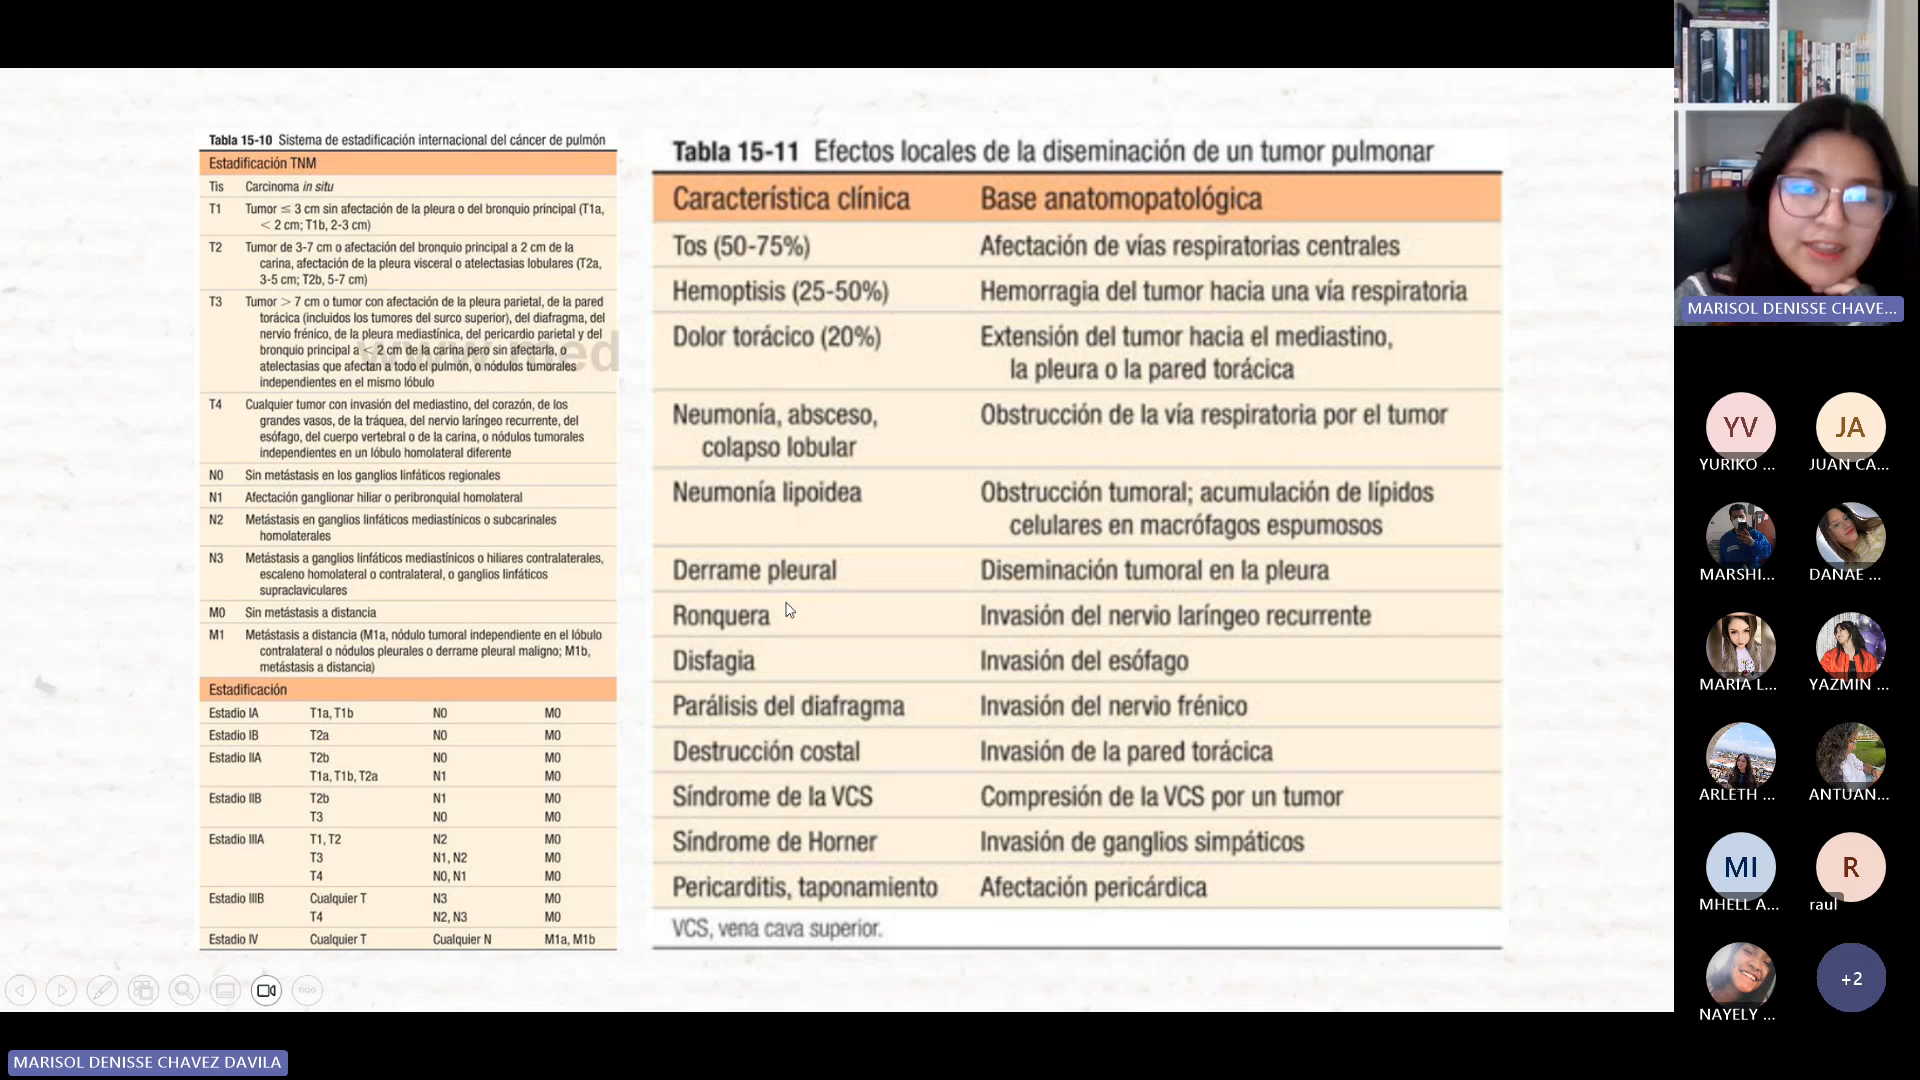 Tabla 15-10 Sistema de estadificación internacional del cáncer de pulmón
Estadificación TNM
Tis Carcinoma in situ
T1 Tumor ≤ 3 cm sin afectación de la pleura o del bronquio principal (T1a,
< 2 cm; T1b, 2-3 cm)
T2 Tumor de 3-7 cm o afectación del bronquio principal a 2 cm de la
carina, afectación de la pleura visceral o atelectasias lobulares (T2a,
3-5 cm; T2b, 5-7 cm)
T3 Tumor > 7 cm o tumor con afectación de la pleura parietal, de la pared
torácica (incluidos los tumores del surco superior), del diafragma, del
nervio frénico, de la pleura mediastínica, del pericardio parietal y del
bronquio principal a < 2 cm de la carina pero sin afectarla, o
atelectasias que afectan a todo el pulmón, o nódulos tumorales
independientes en el mismo lóbulo
T4 Cualquier tumor con invasión del mediastino, del corazón, de los
grandes vasos, de la tráquea, del nervio laríngeo recurrente, del
esófago, del cuerpo vertebral o de la carina, o nódulos tumorales
independientes en un lóbulo homolateral diferente
N0 Sin metástasis en los ganglios linfáticos regionales
N1 Afectación ganglionar hiliar o peribronquial homolateral
N2 Metástasis en ganglios linfáticos mediastínicos o subcarinales
homolaterales
N3 Metástasis a ganglios linfáticos mediastínicos o hiliares contralaterales,
escaleno homolateral o contralateral, o ganglios linfáticos
supraclaviculares
M0 Sin metástasis a distancia
M1 Metástasis a distancia (M1a, nódulo tumoral independiente en el lóbulo
contralateral o nódulos pleurales o derrame pleural maligno; M1b,
metástasis a distancia)
Estadificación
Estadio IA T1a, T1b N0 M0
Estadio IB T2a N0 M0
Estadio IIA T2b N0 M0
T1a, T1b, T2a N1 M0
Estadio IIB T2b N1 M0
T3 N0 M0
Estadio IIIA T1, T2 N2 M0
T3 N1, N2 M0
T4 N0, N1 M0
Estadio IIIB Cualquier T N3 M0
T4 N2, N3 M0
Estadio IV Cualquier T Cualquier N M1a, M1b
Tabla 15-11 Efectos locales de la diseminación de un tumor pulmonar
Característica clínica Base anatomopatológica
Tos (50-75%) Afectación de vías respiratorias centrales
Hemoptisis (25-50%) Hemorragia del tumor hacia una vía respiratoria
Dolor torácico (20%) Extensión del tumor hacia el mediastino,
la pleura o la pared torácica
Neumonía, absceso, Obstrucción de la vía respiratoria por el tumor
colapso lobular
Neumonía lipoidea Obstrucción tumoral; acumulación de lípidos
celulares en macrófagos espumosos
Derrame pleural Diseminación tumoral en la pleura
Ronquera Invasión del nervio laríngeo recurrente
Disfagia Invasión del esófago
Parálisis del diafragma Invasión del nervio frénico
Destrucción costal Invasión de la pared torácica
Síndrome de la VCS Compresión de la VCS por un tumor
Síndrome de Horner Invasión de ganglios simpáticos
Pericarditis, taponamiento Afectación pericárdica
VCS, vena cava superior.
MARISOL DENISSE CHAVE...
YV JA
YURIKO ... JUAN CA...
MARSHI... DANAE ...
MARIA L... YAZMIN ...
ARLETH ... ANTUAN...
MI R
MHELL A... raul
NAYELY ... +2
MARISOL DENISSE CHAVEZ DAVILA